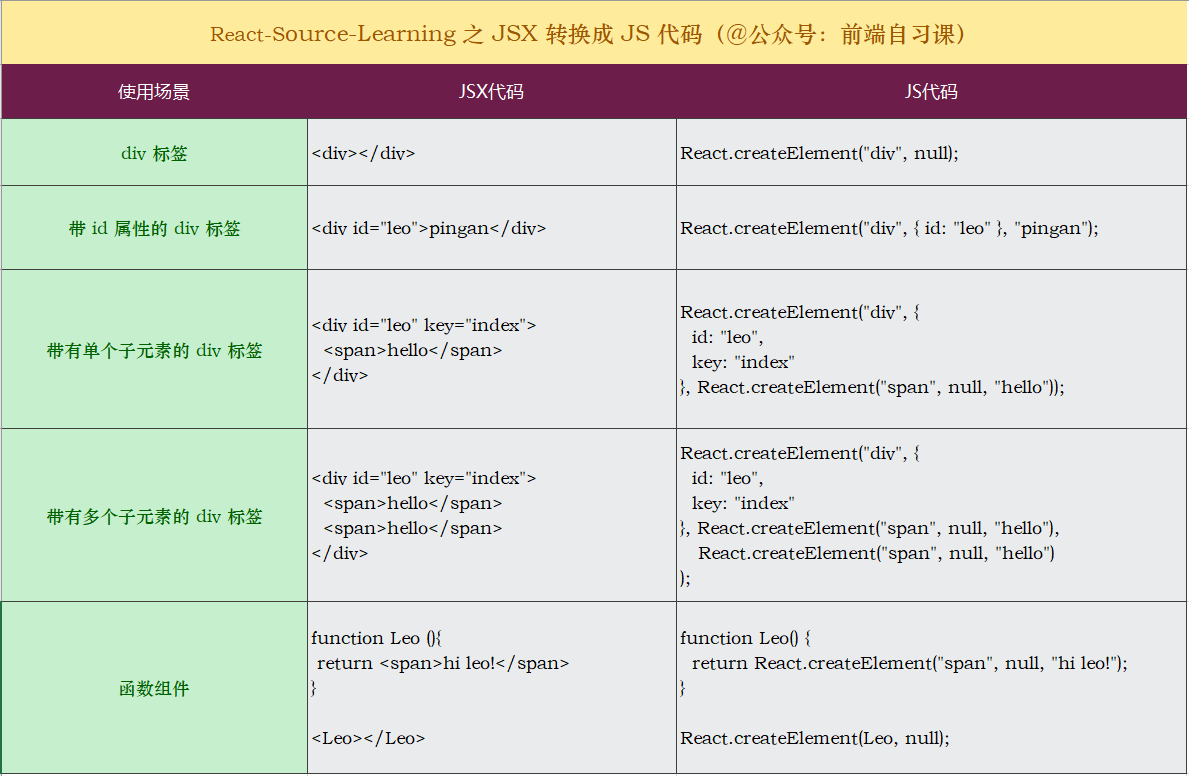 React-Source-Learning 之 JSX 转换成 JS 代码（@公众号：前端自习课）
使用场景
JSX代码
JS代码
div 标签
<div></div>
React.createElement("div", null);
带 id 属性的 div 标签
<div id="leo">pingan</div>
React.createElement("div", { id: "leo" }, "pingan");
带有单个子元素的 div 标签
<div id="leo" key="index">
  <span>hello</span>
</div>
React.createElement("div", {
  id: "leo",
  key: "index"
}, React.createElement("span", null, "hello"));
带有多个子元素的 div 标签
<div id="leo" key="index">
  <span>hello</span>
  <span>hello</span>
</div>
React.createElement("div", {
  id: "leo",
  key: "index"
}, React.createElement("span", null, "hello"),
   React.createElement("span", null, "hello")
);
函数组件
function Leo (){
 return <span>hi leo!</span>
}
<Leo></Leo>
function Leo() {
  return React.createElement("span", null, "hi leo!");
}
React.createElement(Leo, null);